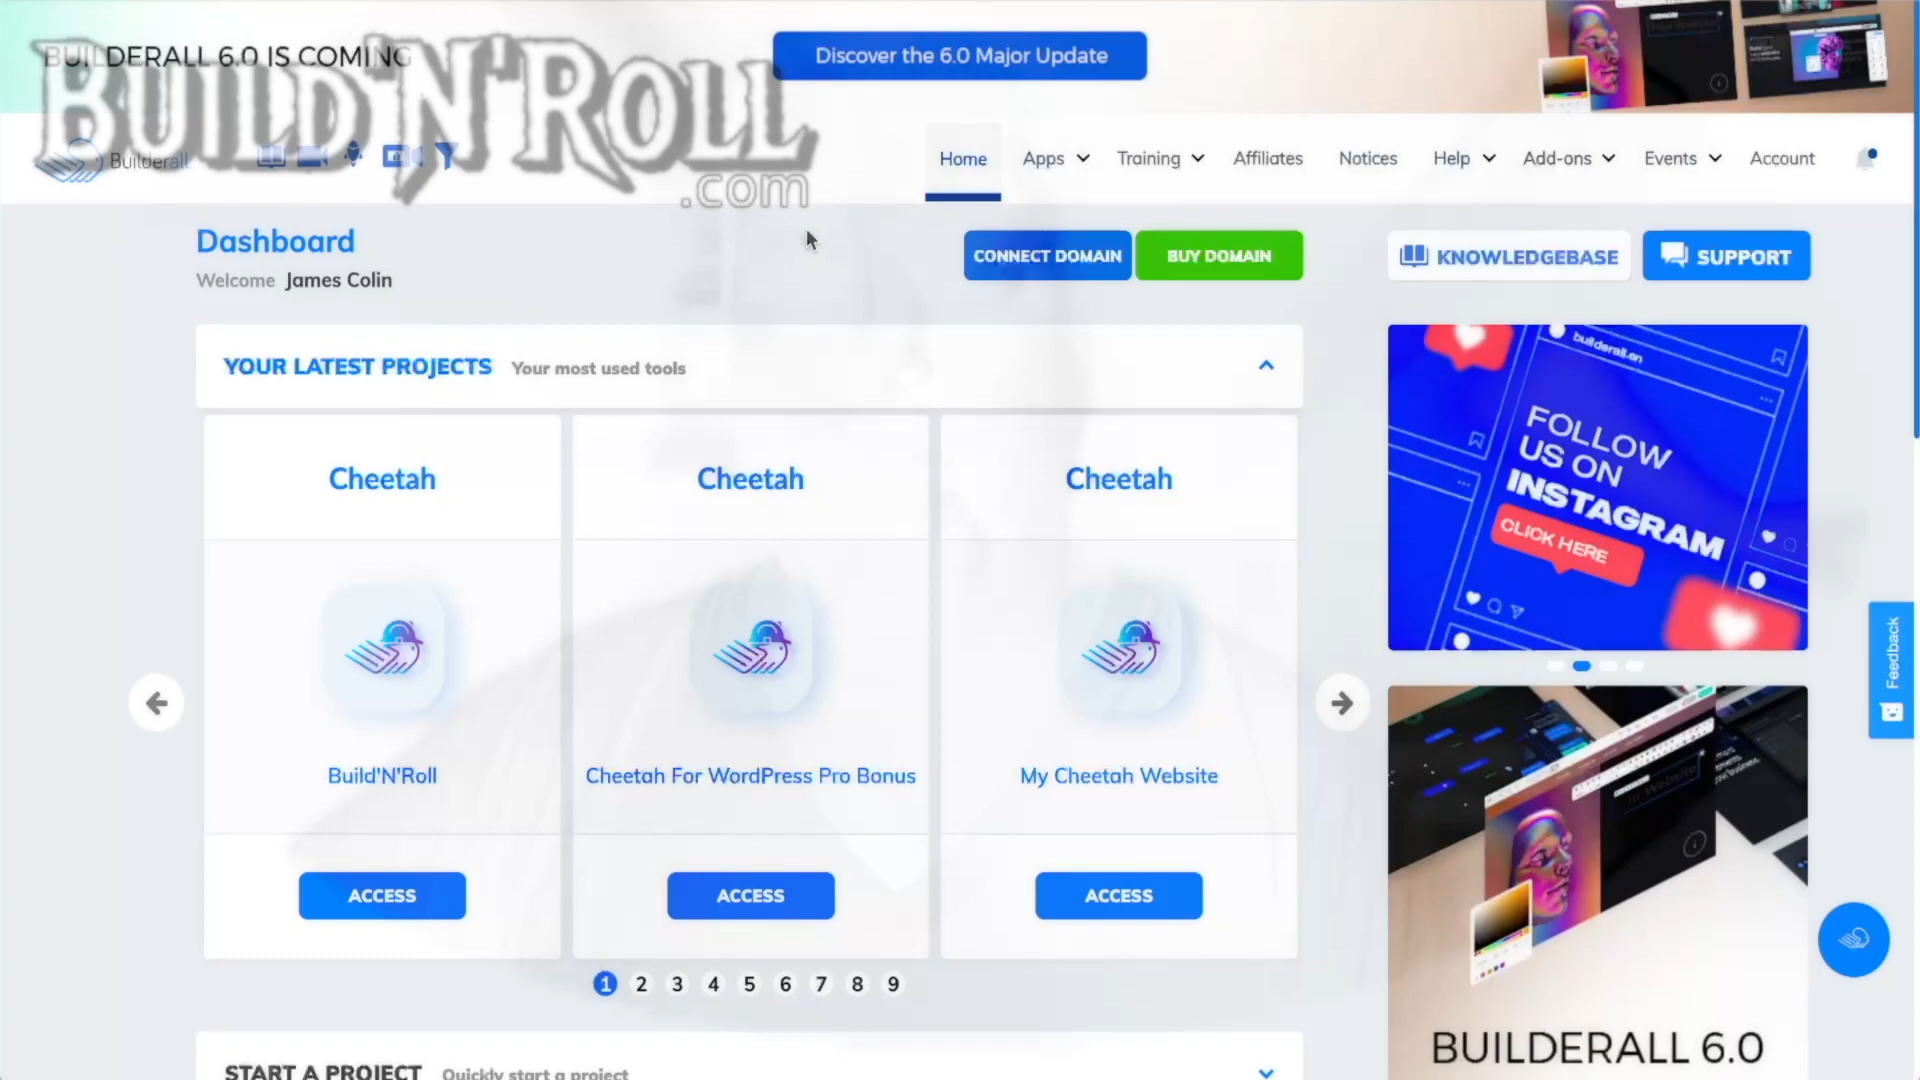 BUILDERALL 6.0 IS COMING
Discover the 6.0 Major Update
BUILD'N'ROLL
.com
Builderall
Home
Apps
Training
Affiliates
Notices
Help
Add-ons
Events
Account
Dashboard
Welcome James Colin
CONNECT DOMAIN
BUY DOMAIN
KNOWLEDGEBASE
SUPPORT
YOUR LATEST PROJECTS Your most used tools
builderall.en
FOLLOW
US ON
INSTAGRAM
CLICK HERE
Cheetah
Cheetah
Cheetah
Build'N'Roll
Cheetah For WordPress Pro Bonus
My Cheetah Website
ACCESS
ACCESS
ACCESS
Feedback
1 2 3 4 5 6 7 8 9
BUILDERALL 6.0
START A PROJECT Quickly start a project